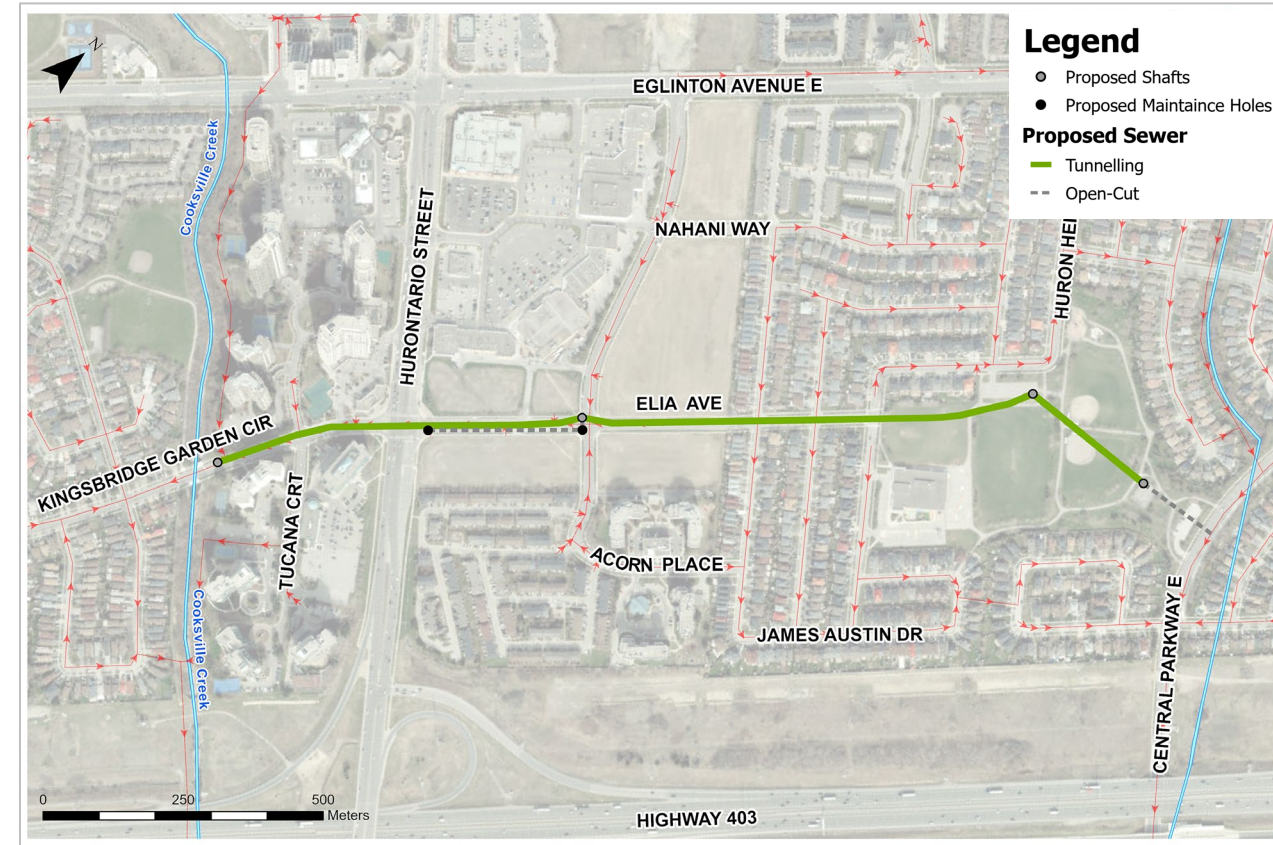 N
Legend
Proposed Shafts
Proposed Maintaince Holes
Proposed Sewer
Tunnelling
Open-Cut
EGLINTON AVENUE E
Cooksville Creek
HURONTARIO STREET
NAHANI WAY
HURON HEI
ELIA AVE
KINGSBRIDGE GARDEN CIR
TUCANA CRT
ACORN PLACE
JAMES AUSTIN DR
Cooksville Creek
CENTRAL PARKWAY E
0 250 500
Meters
HIGHWAY 403